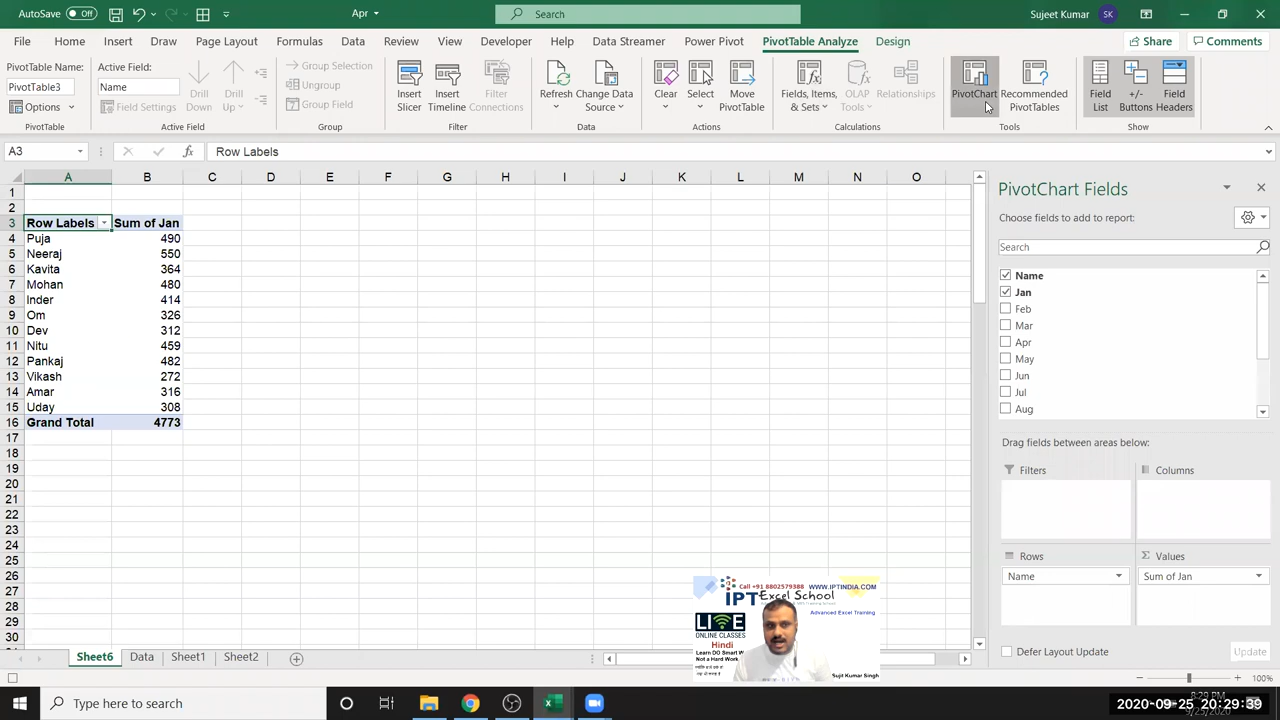 AutoSave Off
Apr
Search
Sujeet Kumar SK
File Home Insert Draw Page Layout Formulas Data Review View Developer Help Data Streamer Power Pivot PivotTable Analyze Design Share Comments
PivotTable Name:
PivotTable3
Options
PivotTable
Active Field:
Name
Field Settings
Drill Down
Drill Up
Active Field
Group Selection
Ungroup
Group Field
Group
Insert Slicer
Insert Timeline
Filter Connections
Filter
Refresh
Change Data Source
Data
Clear
Select
Move PivotTable
Actions
Fields, Items, & Sets
OLAP Tools
Relationships
Calculations
PivotChart
Recommended PivotTables
Tools
Field List
+/- Buttons
Field Headers
Show
A3 fx Row Labels
A B C D E F G H I J K L M N O
1
2
3 Row Labels Sum of Jan
4 Puja 490
5 Neeraj 550
6 Kavita 364
7 Mohan 480
8 Inder 414
9 Om 326
10 Dev 312
11 Nitu 459
12 Pankaj 482
13 Vikash 272
14 Amar 316
15 Uday 308
16 Grand Total 4773
17
18
19
20
21
22
23
24
25
26
27
28
29
30
PivotChart Fields
Choose fields to add to report:
Search
Name
Jan
Feb
Mar
Apr
May
Jun
Jul
Aug
Drag fields between areas below:
Filters Columns
Rows Values
Name Sum of Jan
Defer Layout Update Update
Call +91 8802579388 WWW.IPTINDIA.COM
IPT Excel School
Advanced Excel Training
LIVE
ONLINE CLASSES
Hindi
Learn DO Smart W
Not a Hard Work
Sujit Kumar Singh
Sheet6 Data Sheet1 Sheet2
100%
Type here to search
2020-09-25 20:29:39